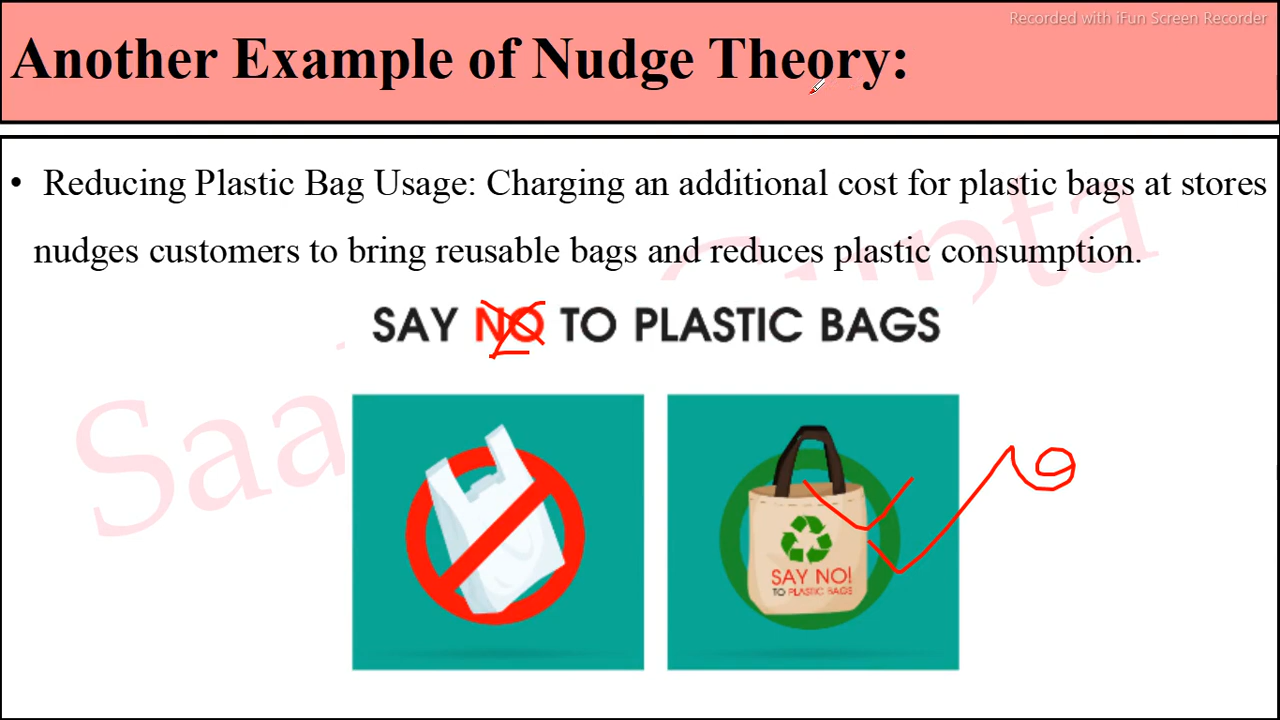 Recorded with iFun Screen Recorder
Another Example of Nudge Theory:
• Reducing Plastic Bag Usage: Charging an additional cost for plastic bags at stores
nudges customers to bring reusable bags and reduces plastic consumption.
SAY NO TO PLASTIC BAGS
SAY NO!
TO PLASTIC BAGS